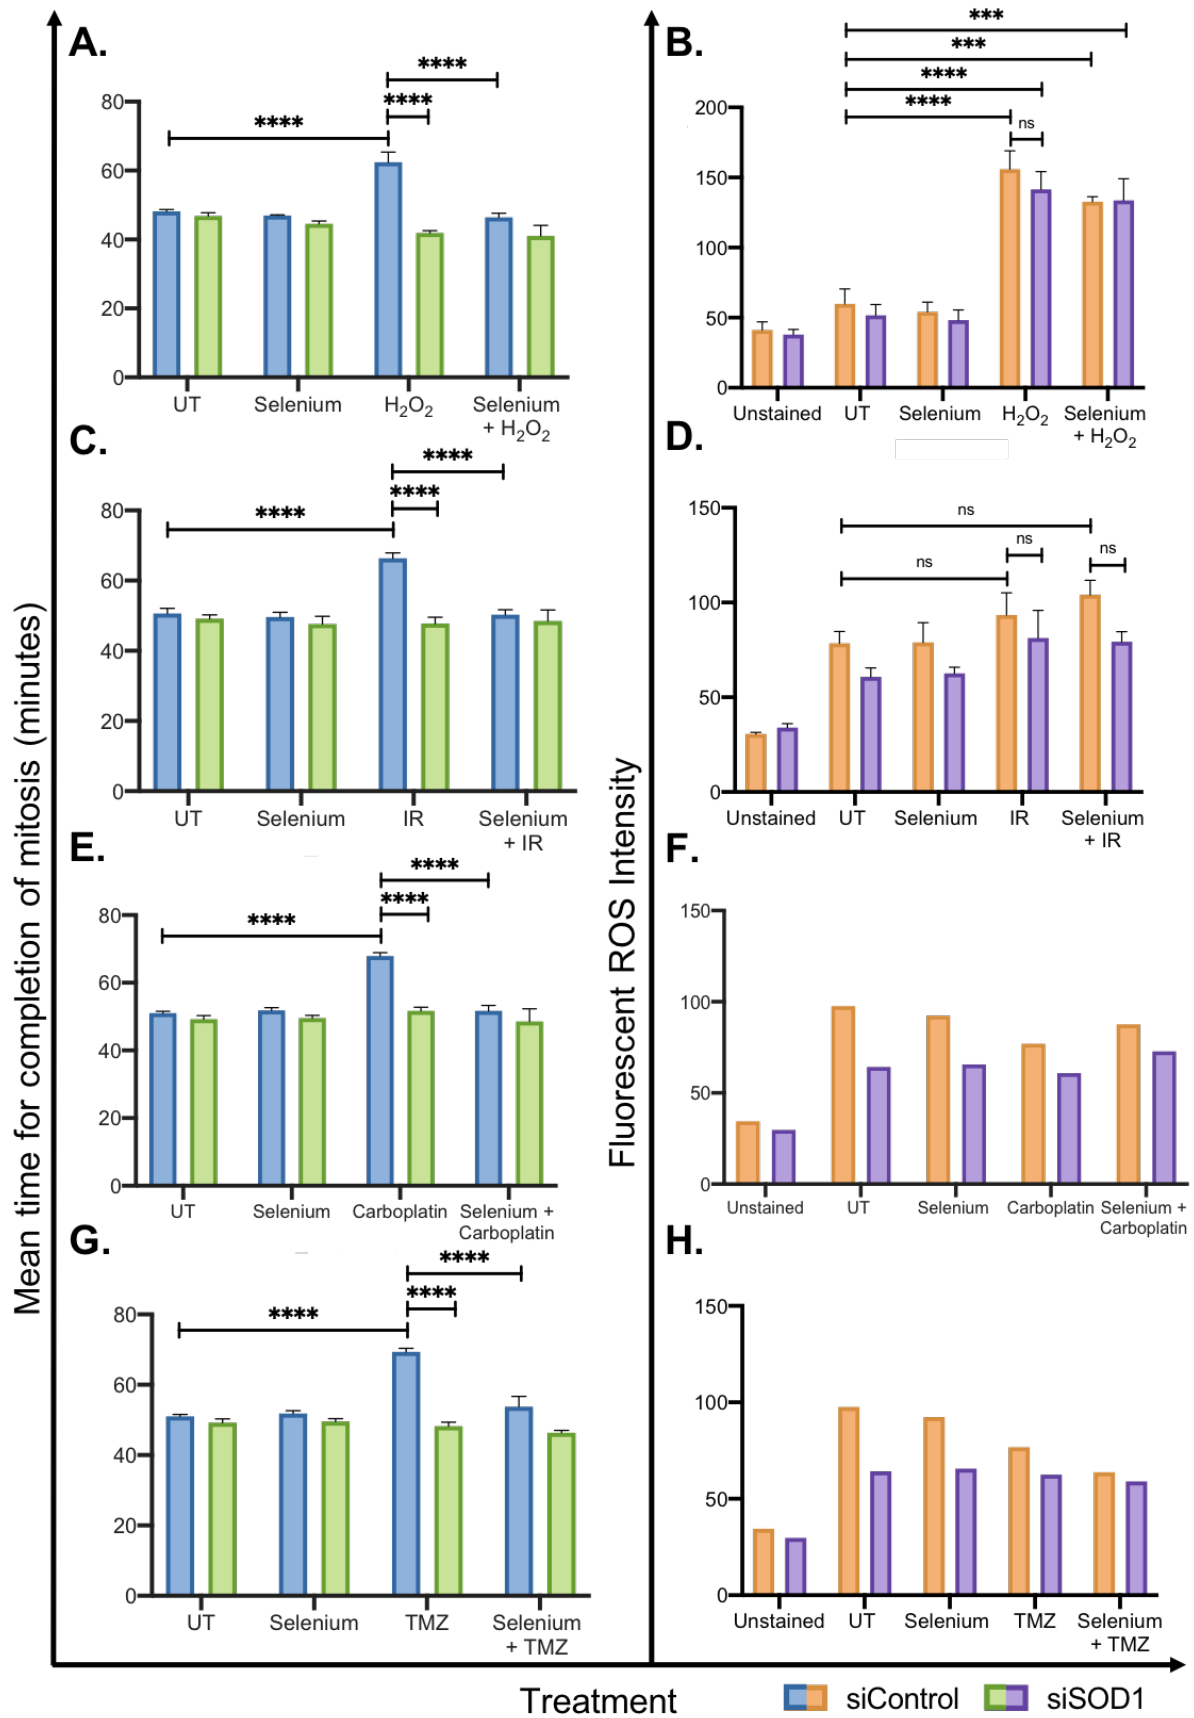 A.
****
****
****
80
60
40
20
0
UT
Selenium
H₂O₂
Selenium
+ H₂O₂
B.
***
***
****
****
ns
200
150
100
50
0
Unstained
UT
Selenium
H₂O₂
Selenium
+ H₂O₂
C.
****
****
****
80
60
40
20
0
UT
Selenium
IR
Selenium
+ IR
D.
ns
ns
ns
ns
150
100
50
0
Unstained
UT
Selenium
IR
Selenium
+ IR
E.
****
****
****
80
60
40
20
0
UT
Selenium
Carboplatin
Selenium +
Carboplatin
F.
150
100
50
0
Unstained
UT
Selenium
Carboplatin
Selenium +
Carboplatin
G.
****
****
****
80
60
40
20
0
UT
Selenium
TMZ
Selenium
+ TMZ
H.
150
100
50
0
Unstained
UT
Selenium
TMZ
Selenium
+ TMZ
Mean time for completion of mitosis (minutes)
Fluorescent ROS Intensity
Treatment
siControl
siSOD1